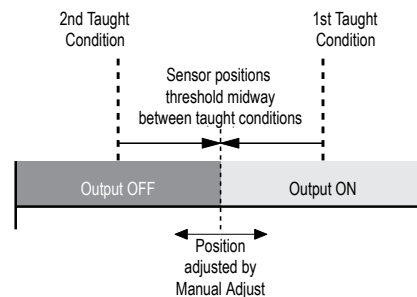 2nd Taught
Condition
1st Taught
Condition
Sensor positions
threshold midway
between taught conditions
Output OFF
Output ON
Position
adjusted by
Manual Adjust